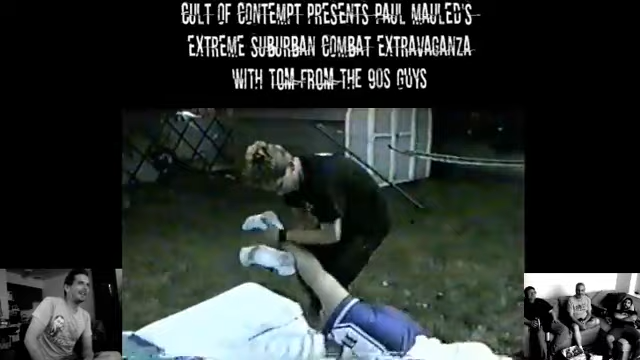 CULT OF CONTEMPT PRESENTS PAUL MAULED'S
EXTREME SUBURBAN COMBAT EXTRAVAGANZA
WITH TOM FROM THE 90S GUYS